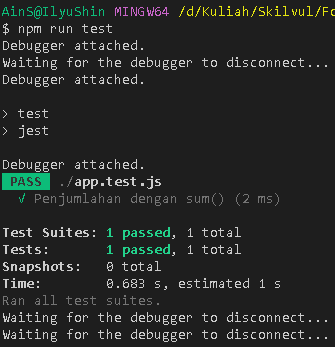 AinS@IlyuShin MINGW64 /d/Kuliah/Skilvul/Fo
$ npm run test
Debugger attached.
Waiting for the debugger to disconnect...
Debugger attached.
> test
> jest
Debugger attached.
PASS ./app.test.js
√ Penjumlahan dengan sum() (2 ms)
Test Suites: 1 passed, 1 total
Tests: 1 passed, 1 total
Snapshots: 0 total
Time: 0.683 s, estimated 1 s
Ran all test suites.
Waiting for the debugger to disconnect...
Waiting for the debugger to disconnect...